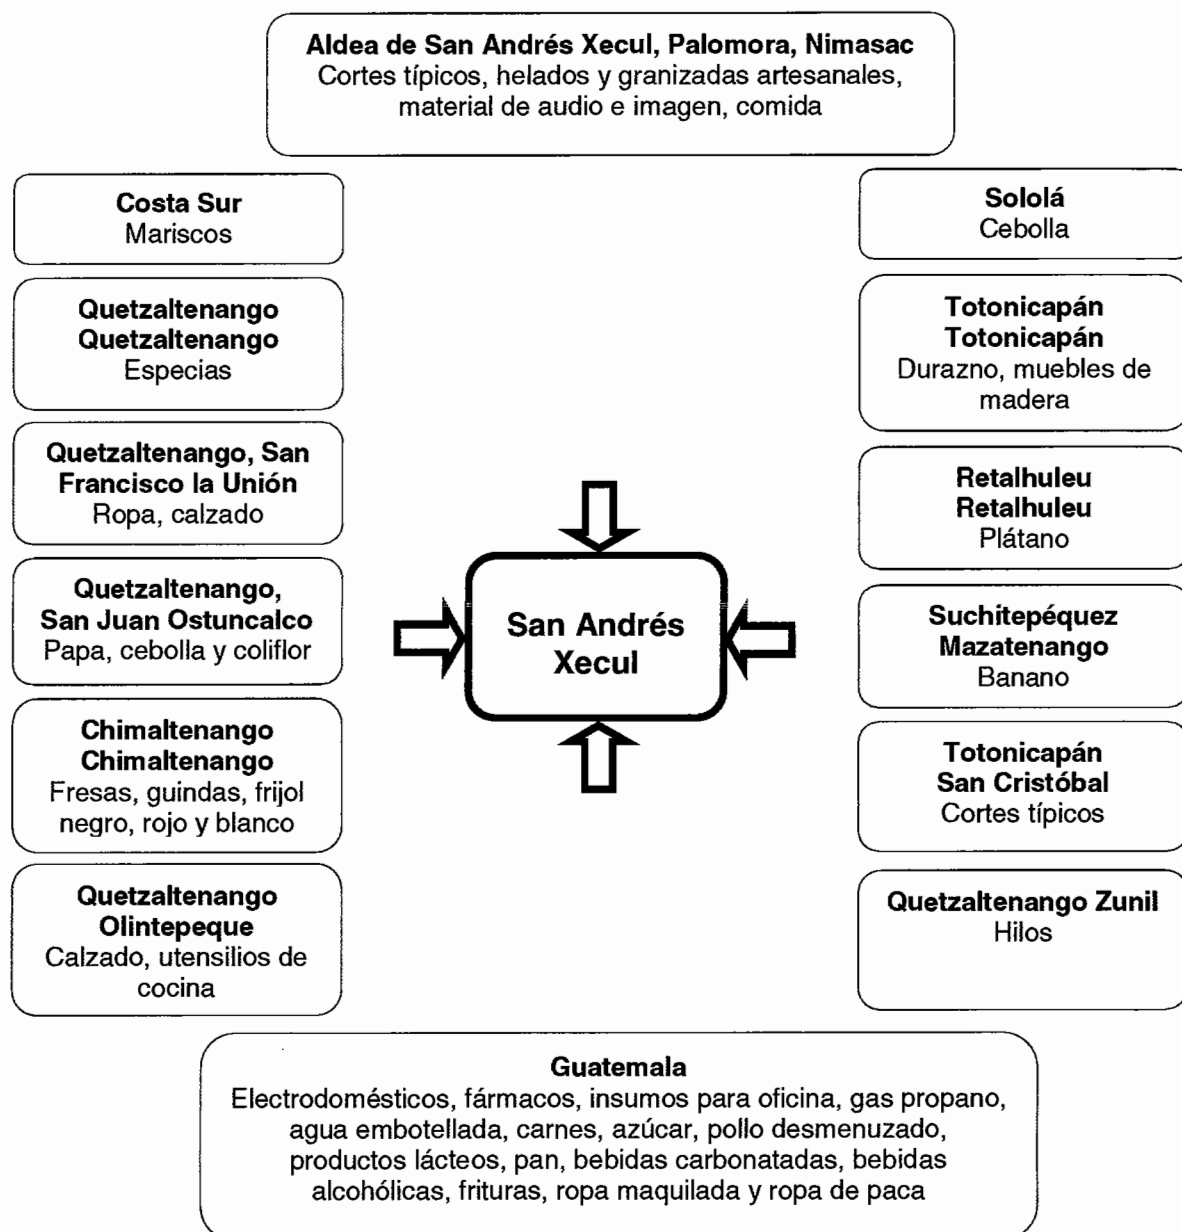 Aldea de San Andrés Xecul, Palomora, Nimasac
Cortes típicos, helados y granizadas artesanales,
material de audio e imagen, comida
Costa Sur
Mariscos
Quetzaltenango
Quetzaltenango
Especias
Quetzaltenango, San
Francisco la Unión
Ropa, calzado
Quetzaltenango,
San Juan Ostuncalco
Papa, cebolla y coliflor
Chimaltenango
Chimaltenango
Fresas, guindas, frijol
negro, rojo y blanco
Quetzaltenango
Olintepeque
Calzado, utensilios de
cocina
San Andrés
Xecul
Sololá
Cebolla
Totonicapán
Totonicapán
Durazno, muebles de
madera
Retalhuleu
Retalhuleu
Plátano
Suchitepéquez
Mazatenango
Banano
Totonicapán
San Cristóbal
Cortes típicos
Quetzaltenango Zunil
Hilos
Guatemala
Electrodomésticos, fármacos, insumos para oficina, gas propano,
agua embotellada, carnes, azúcar, pollo desmenuzado,
productos lácteos, pan, bebidas carbonatadas, bebidas
alcohólicas, frituras, ropa maquilada y ropa de paca